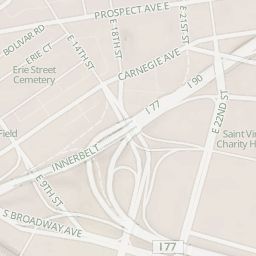 PROSPECT AVE E
BOLIVAR RD
ERIE CT
E 14TH ST
E 18TH ST
E 21ST ST
CARNEGIE AVE
Erie Street
Cemetery
I 90
I 77
E 22ND ST
Field
Saint Vin
Charity H
INNERBELT
E 9TH ST
S BROADWAY AVE
I 77